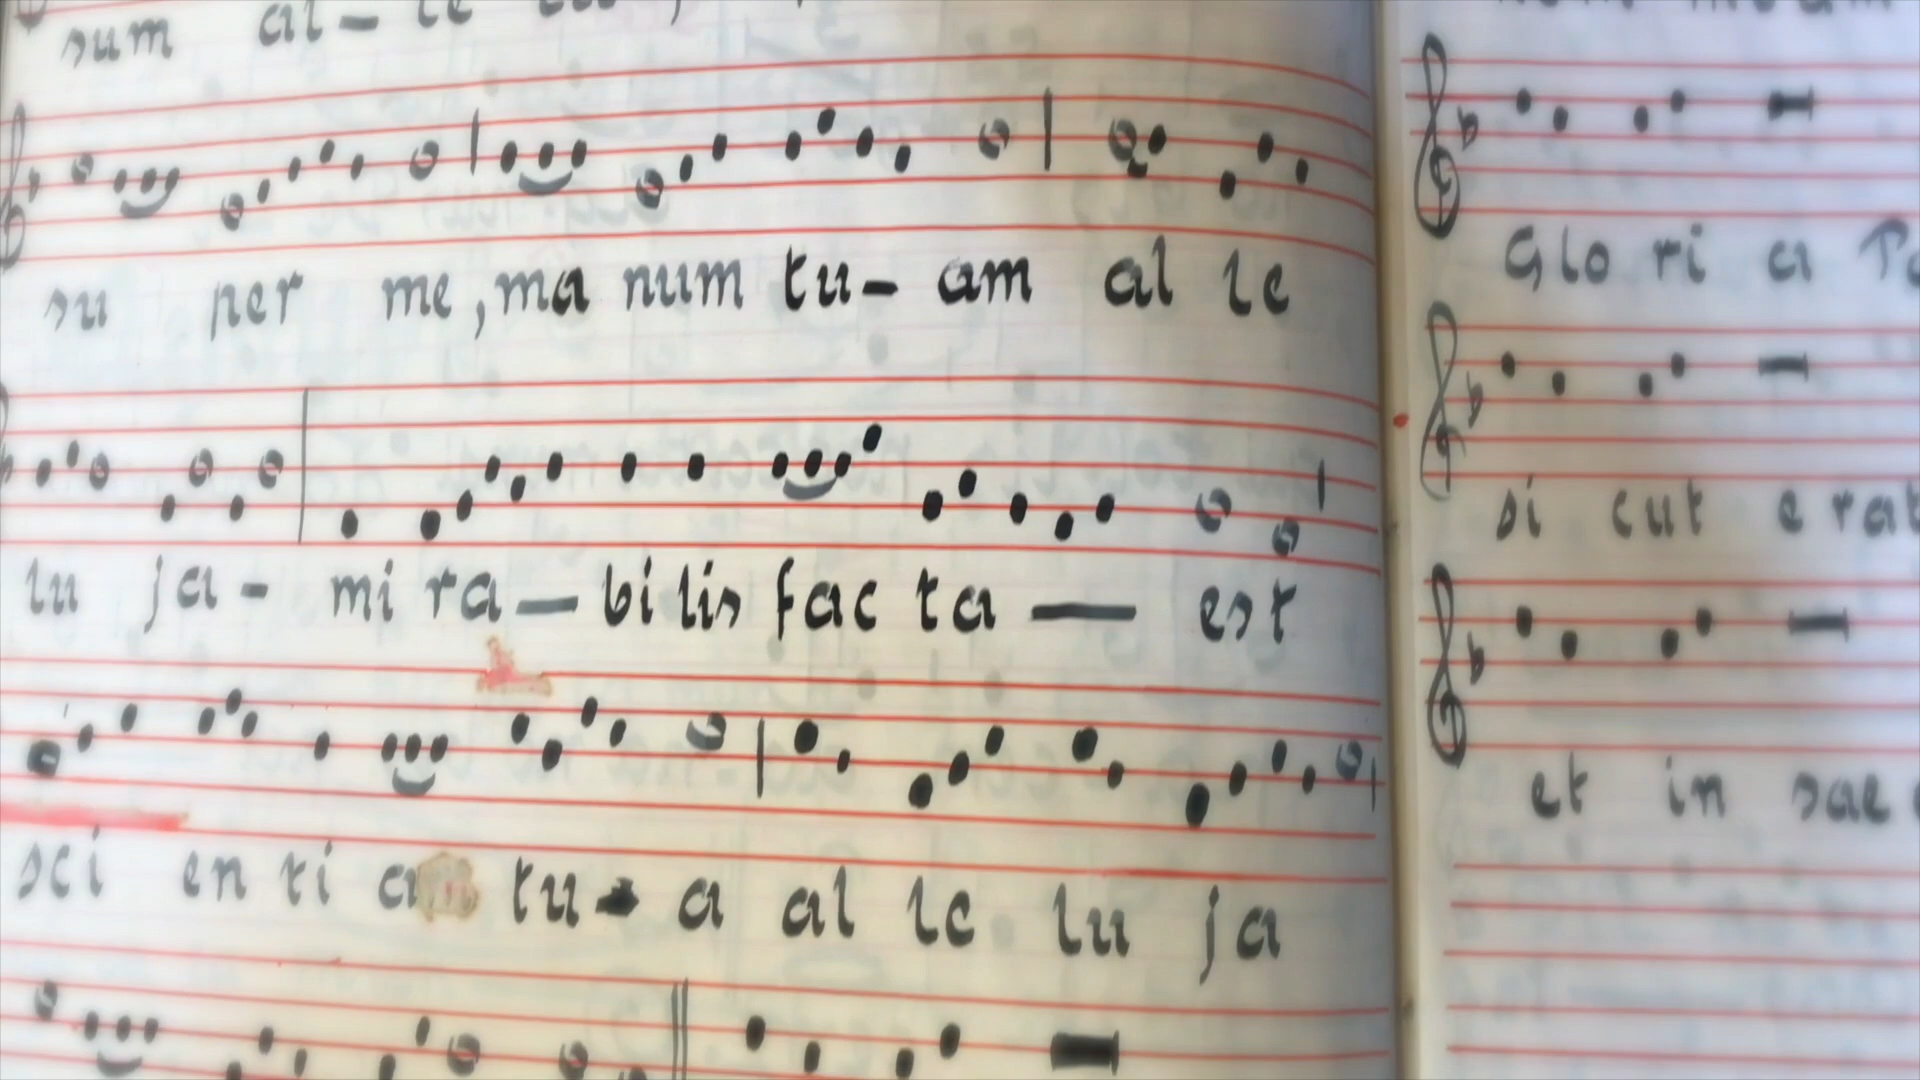 sum al-le
su per me, ma num tu- am al le
lu ja- mi ra — bi lis fac ta — est
sci en ti a tu- a al le lu ja
Glo ri a
si cut e rat
et in sae